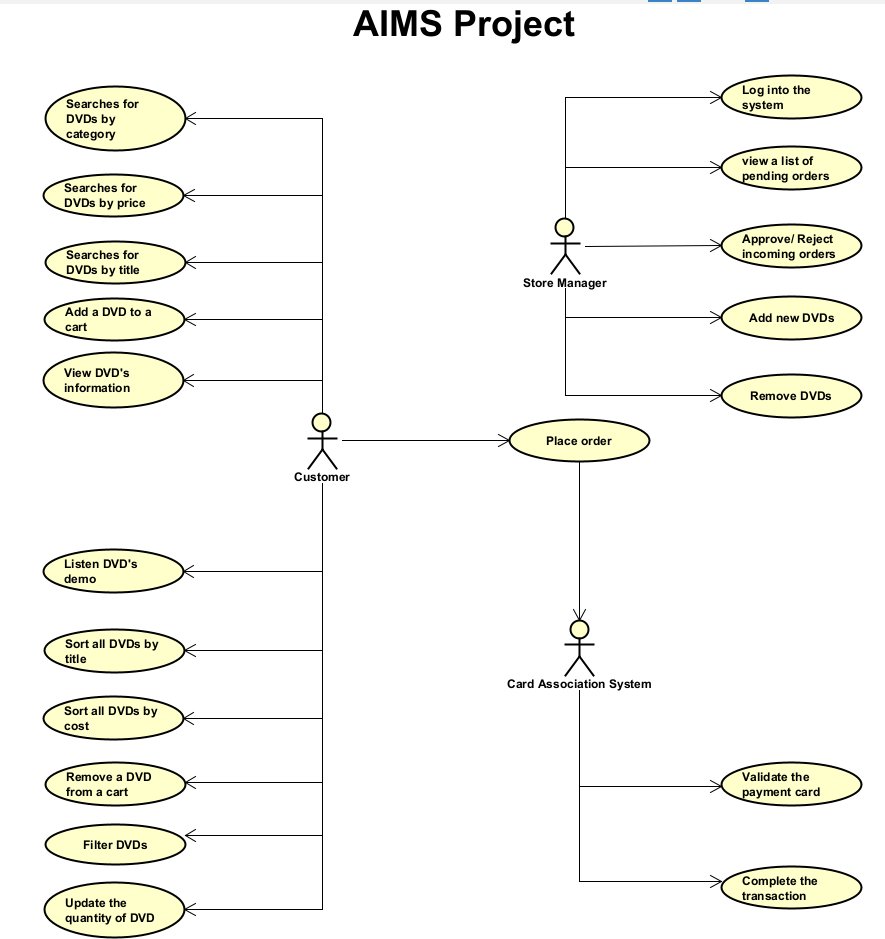 AIMS Project
Searches for
DVDs by
category
Searches for
DVDs by price
Searches for
DVDs by title
Add a DVD to a
cart
View DVD's
information
Customer
Listen DVD's
demo
Sort all DVDs by
title
Sort all DVDs by
cost
Remove a DVD
from a cart
Filter DVDs
Update the
quantity of DVD
Log into the
system
view a list of
pending orders
Approve/ Reject
incoming orders
Store Manager
Add new DVDs
Remove DVDs
Place order
Card Association System
Validate the
payment card
Complete the
transaction